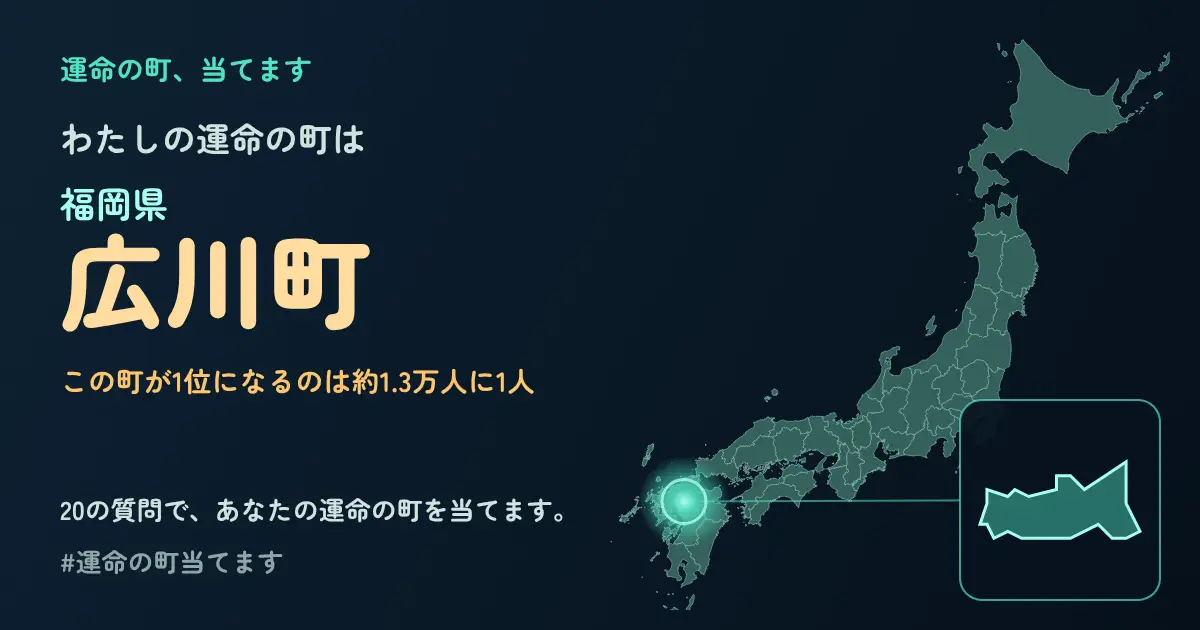 運命の町、当てます
わたしの運命の町は
福岡県
広川町
この町が1位になるのは約1.3万人に1人
20の質問で、あなたの運命の町を当てます。
#運命の町当てます